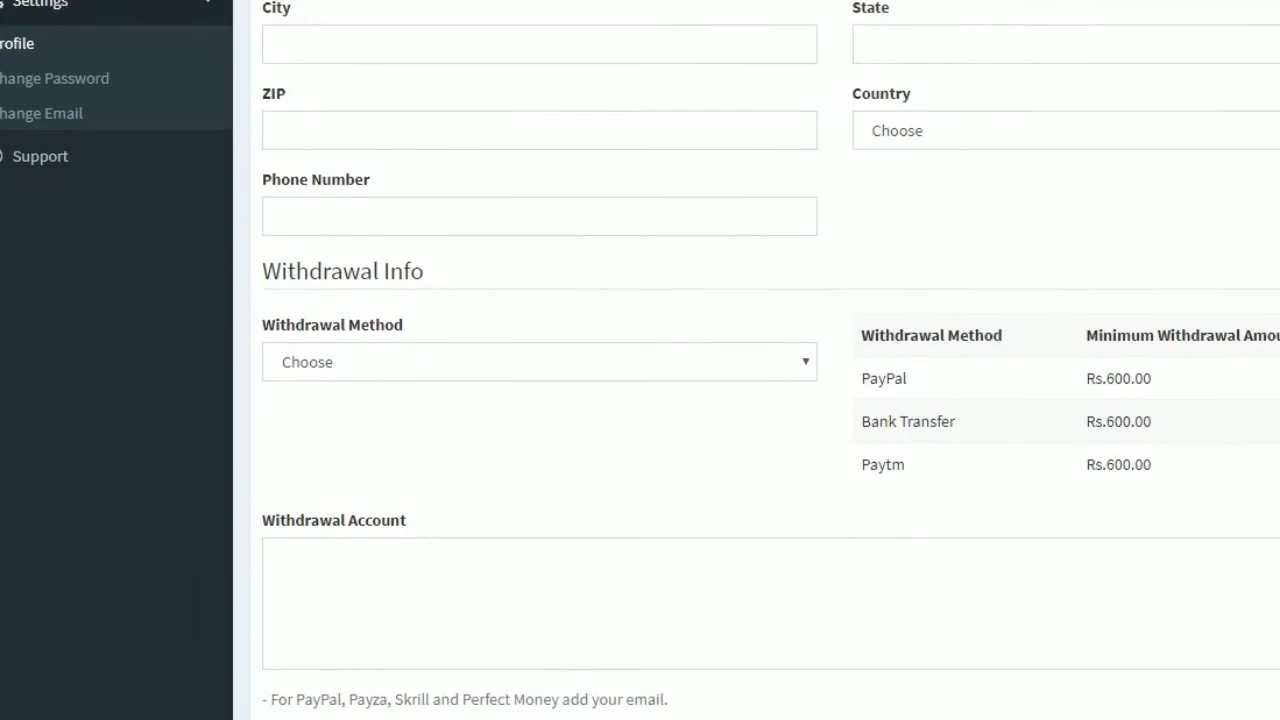 Settings
rofile
hange Password
hange Email
Support
City
State
ZIP
Country
Choose
Phone Number
Withdrawal Info
Withdrawal Method
Choose
Withdrawal Method Minimum Withdrawal Amou
PayPal Rs.600.00
Bank Transfer Rs.600.00
Paytm Rs.600.00
Withdrawal Account
- For PayPal, Payza, Skrill and Perfect Money add your email.